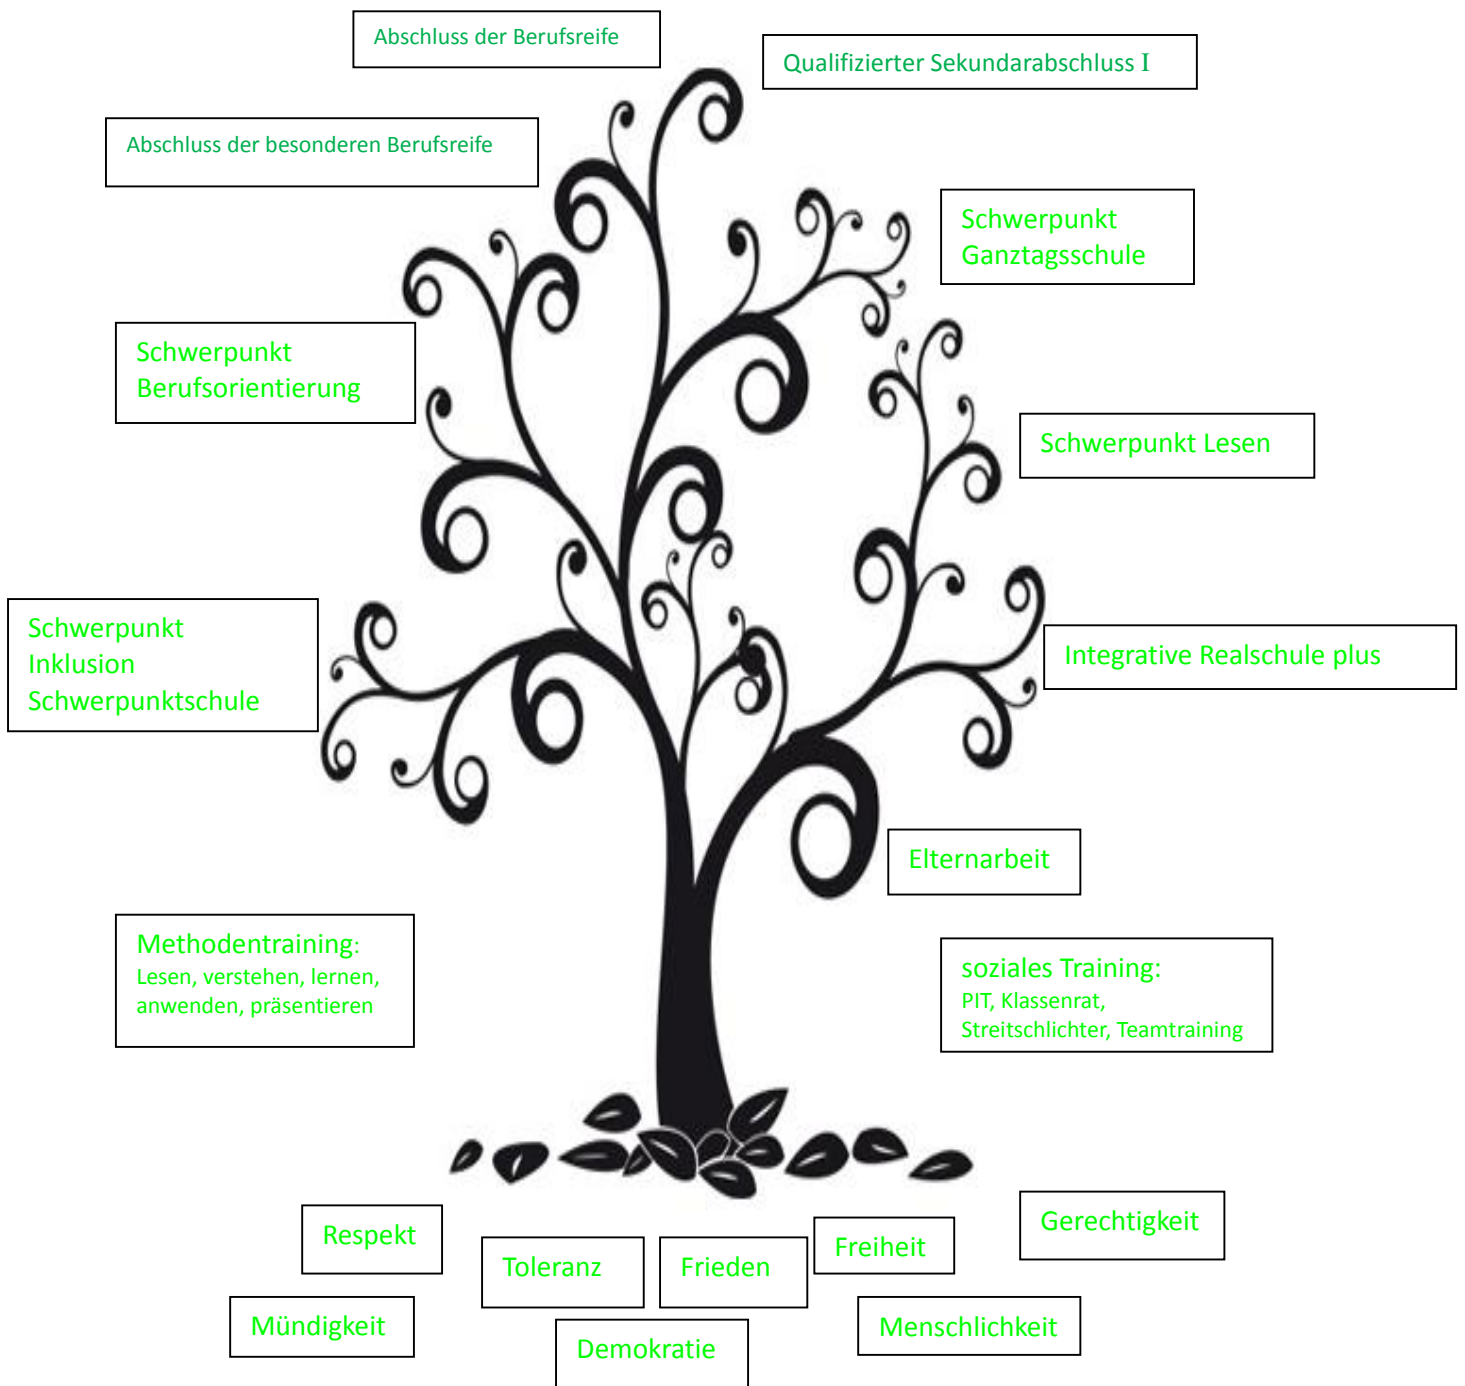 Abschluss der Berufsreife
Qualifizierter Sekundarabschluss I
Abschluss der besonderen Berufsreife
Schwerpunkt
Ganztagsschule
Schwerpunkt
Berufsorientierung
Schwerpunkt Lesen
Schwerpunkt
Inklusion
Schwerpunktschule
Integrative Realschule plus
Elternarbeit
Methodentraining:
Lesen, verstehen, lernen,
anwenden, präsentieren
soziales Training:
PIT, Klassenrat,
Streitschlichter, Teamtraining
Respekt
Toleranz
Frieden
Freiheit
Gerechtigkeit
Mündigkeit
Demokratie
Menschlichkeit